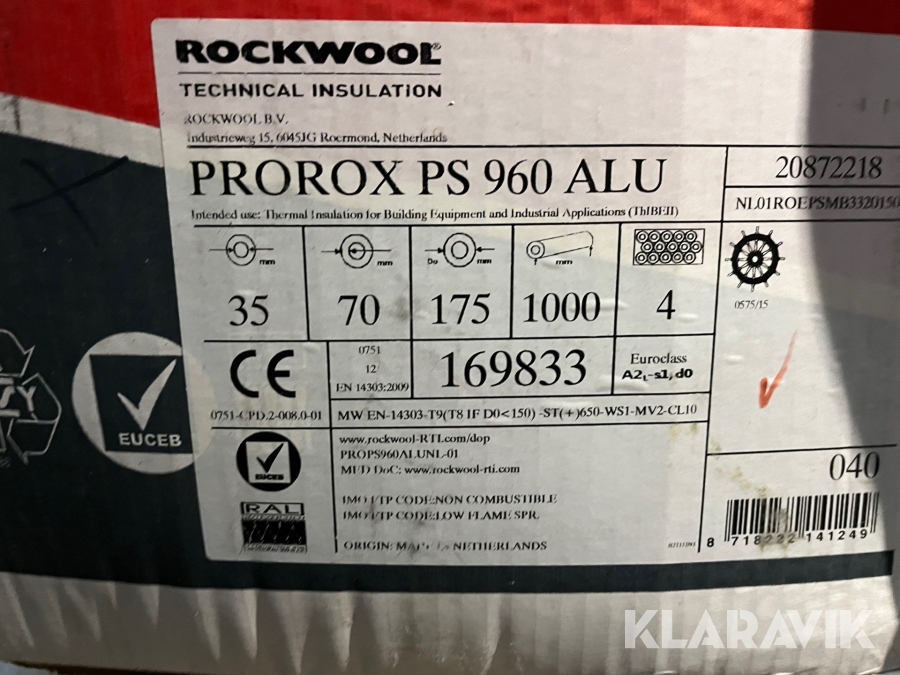 ROCKWOOL®
TECHNICAL INSULATION
ROCKWOOL B.V.
Industrieweg 15, 6045JG Roermond, Netherlands
PROROX PS 960 ALU
20872218
Intended use: Thermal Insulation for Building Equipment and Industrial Applications (ThIBEII)
NL01ROEPSMB3320150
mm
mm
Do mm
mm
35 70 175 1000 4
0575/15
CE
0751
12
EN 14303:2009
169833
Euroclass
A2L-s1,d0
0751-CPD.2-008.0-01
MW EN-14303-T9(T8 IF D0<150) -ST(+)650-WS1-MV2-CL10
EUCEB
EUCEB
www.rockwool-RTI.com/dop
PROPS960ALUNL-01
MED DoC: www.rockwool-rti.com
040
IMO FTP CODE:NON COMBUSTIBLE
IMO FTP CODE:LOW FLAME SPR.
RAL
ORIGIN: NETHERLANDS
8 718232 141249
KLARAVIK